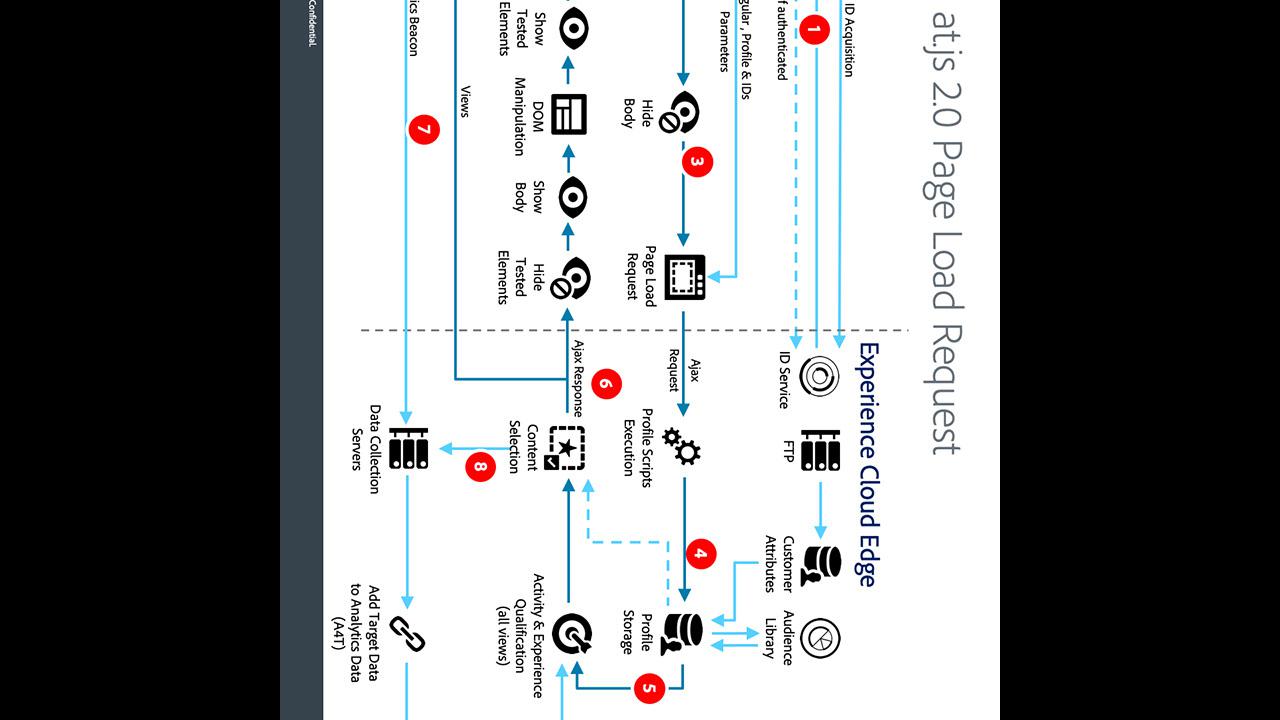 at.js 2.0 Page Load Request
Experience Cloud Edge
ID Acquisition
1
ID Service
FTP
Customer
Attributes
Audience
Library
Profile & IDs
Parameters
Hide
Body
3
Page Load
Request
Ajax
Request
Profile Scripts
Execution
4
Profile
Storage
5
Show
Tested
Elements
DOM
Manipulation
Show
Body
Hide
Tested
Elements
Ajax Response
6
Content
Selection
Activity & Experience
Qualification
(all views)
Views
8
Beacon
7
Data Collection
Servers
Add Target Data
to Analytics Data
(A4T)
Confidential.